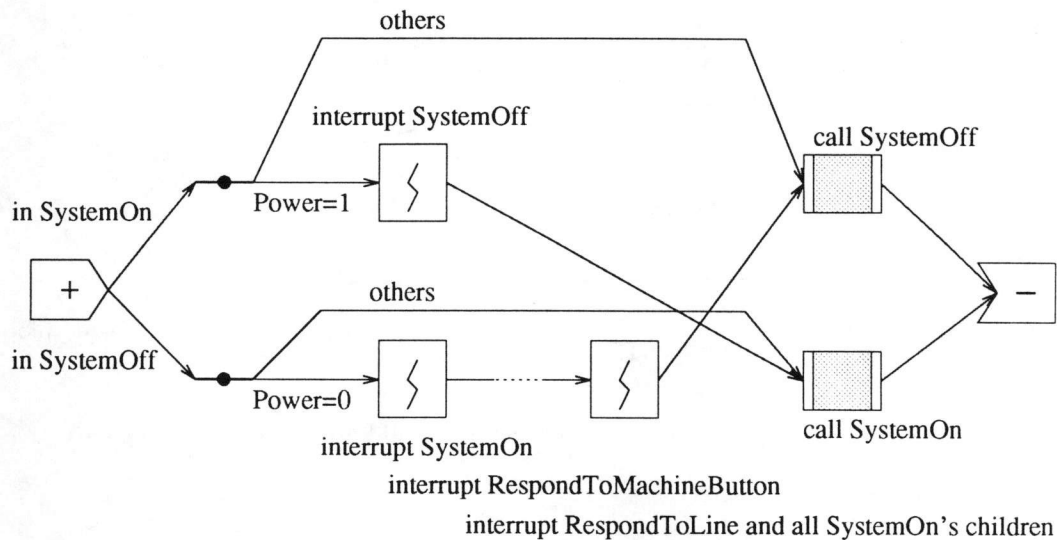 others
interrupt SystemOff
call SystemOff
in SystemOn
Power=1
+
−
others
in SystemOff
Power=0
interrupt SystemOn
call SystemOn
interrupt RespondToMachineButton
interrupt RespondToLine and all SystemOn's children